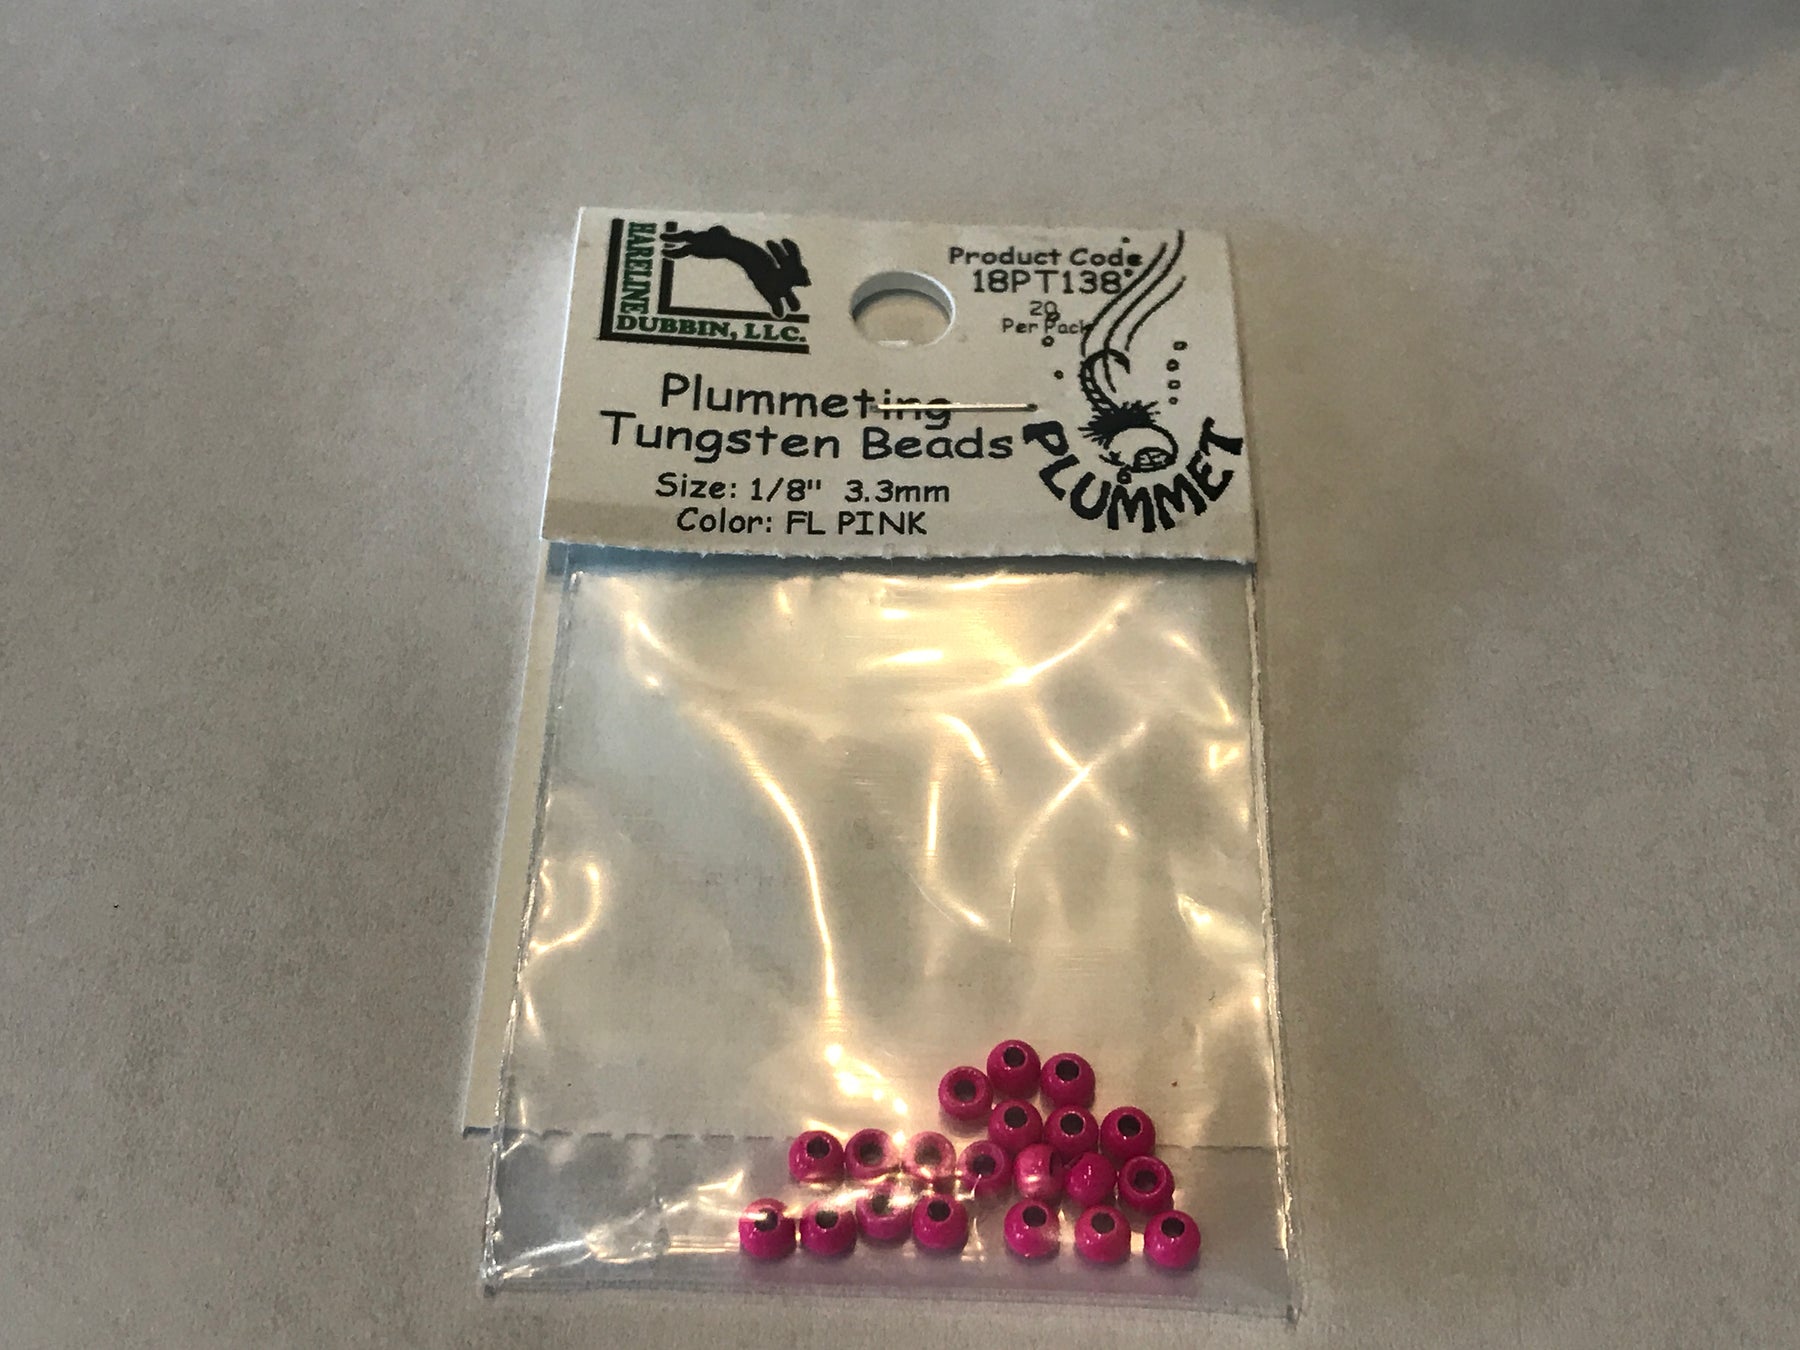 HARELINE
DUBBIN, LLC.
Product Code
18PT138
20
Per Pack
Plummeting
Tungsten Beads
PLUMMET
Size: 1/8" 3.3mm
Color: FL PINK